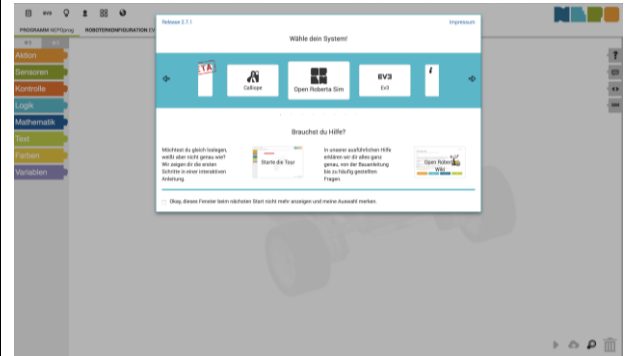 PROGRAMM NEPOprog ROBOTERKONFIGURATION EV
Aktion
Sensoren
Kontrolle
Logik
Mathematik
Text
Farben
Variablen
Release 2.7.1
Impressum
Wähle dein System!
Calliope
Open Roberta Sim
EV3
Ev3
Brauchst du Hilfe?
Möchtest du gleich loslegen,
weißt aber nicht genau wie?
Wir zeigen dir die ersten
Schritte in einer interaktiven
Anleitung.
Starte die Tour
In unserer ausführlichen Hilfe
erklären wir dir alles ganz
genau, von der Bauanleitung
bis zu häufig gestellten
Fragen.
Open Roberta
Wiki
Okay, dieses Fenster beim nächsten Start nicht mehr anzeigen und meine Auswahl merken.
NEPO